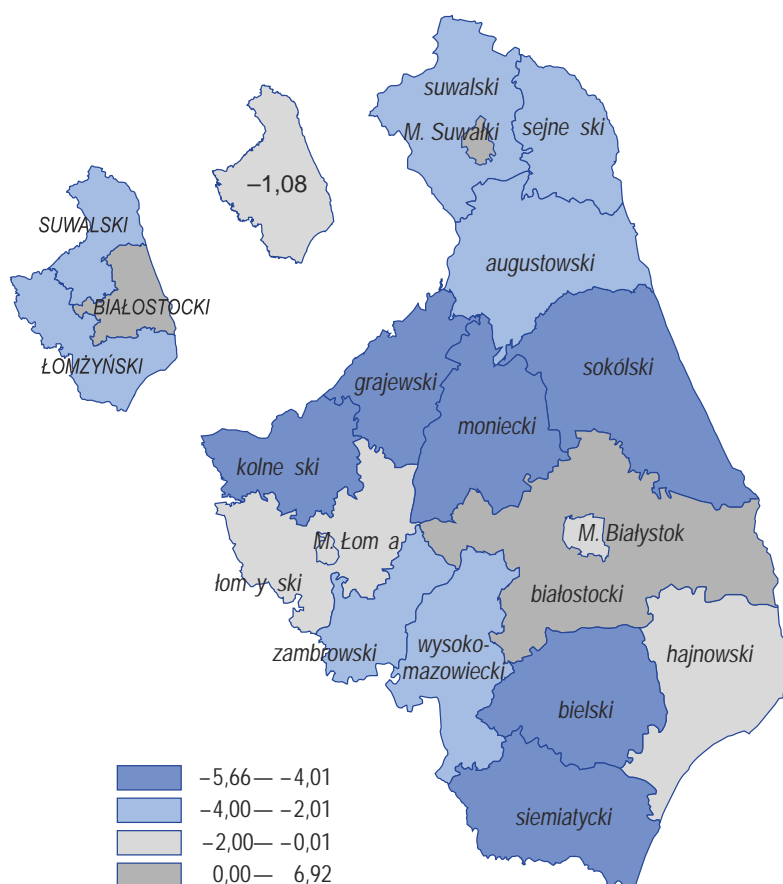 suwalski
M. Suwałki
sejne ski
–1,08
SUWALSKI
augustowski
BIAŁOSTOCKI
ŁOMŻYŃSKI
sokólski
grajewski
moniecki
kolne ski
M. Łom a
M. Białystok
łom y ski
białostocki
zambrowski
wysoko-
mazowiecki
hajnowski
bielski
siemiatycki
–5,66 — –4,01
–4,00 — –2,01
–2,00 — –0,01
0,00 — 6,92